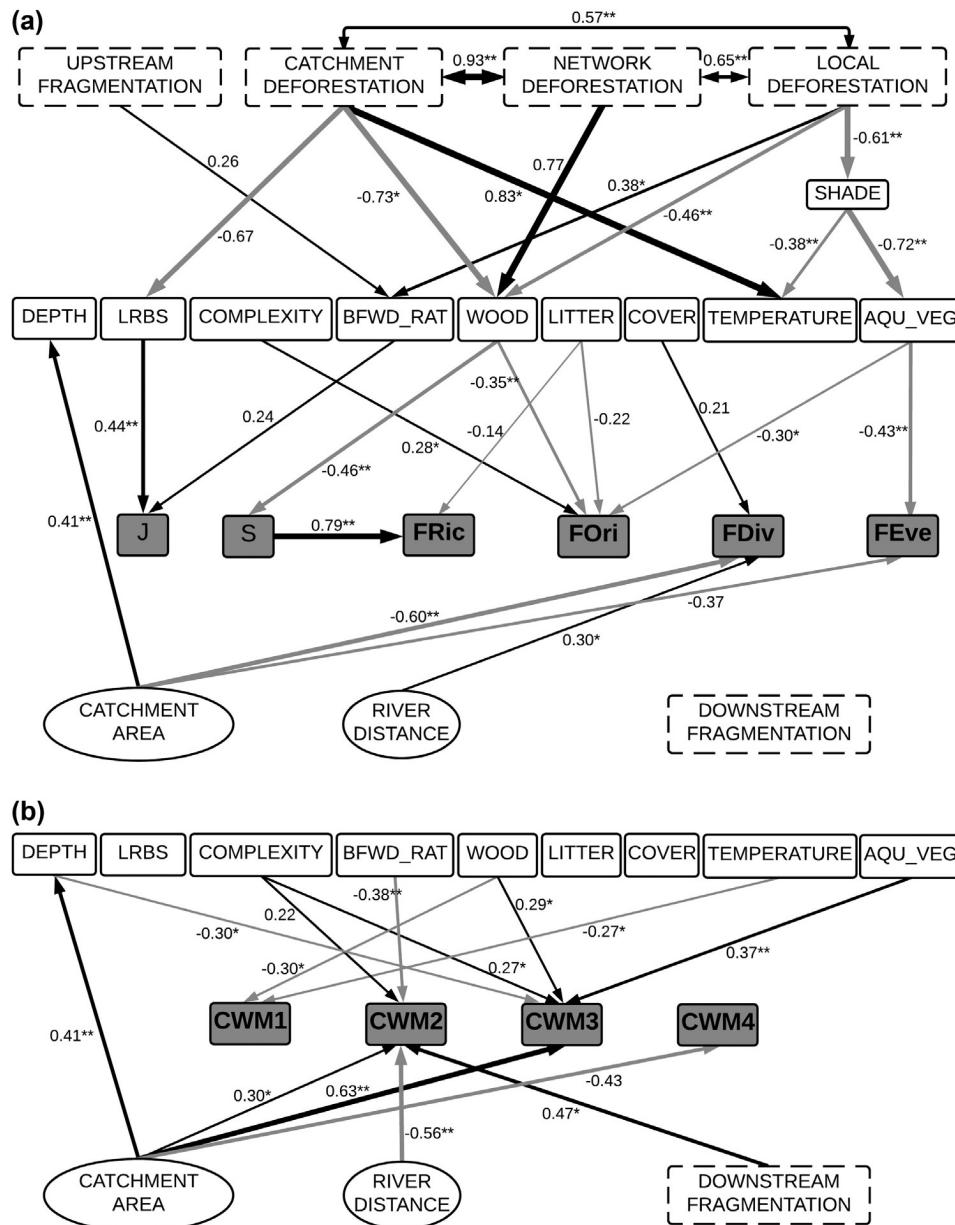 (a)
0.57**
UPSTREAM
FRAGMENTATION
CATCHMENT
DEFORESTATION
0.93**
NETWORK
DEFORESTATION
0.65**
LOCAL
DEFORESTATION
0.26
-0.67
-0.73*
0.83*
0.77
0.38*
-0.46**
-0.61**
SHADE
-0.38**
-0.72**
DEPTH
LRBS
COMPLEXITY
BFWD_RAT
WOOD
LITTER
COVER
TEMPERATURE
AQU_VEG
0.41**
0.44**
0.24
-0.46**
0.28*
-0.35**
-0.14
-0.22
0.21
-0.30*
-0.43**
J
S
0.79**
FRic
FOri
FDiv
FEve
-0.60**
-0.37
0.30*
CATCHMENT
AREA
RIVER
DISTANCE
DOWNSTREAM
FRAGMENTATION
(b)
DEPTH
LRBS
COMPLEXITY
BFWD_RAT
WOOD
LITTER
COVER
TEMPERATURE
AQU_VEG
0.41**
-0.30*
0.22
-0.38**
-0.30*
0.27*
0.29*
-0.27*
0.37**
CWM1
CWM2
CWM3
CWM4
0.30*
0.63**
-0.43
-0.56**
0.47*
CATCHMENT
AREA
RIVER
DISTANCE
DOWNSTREAM
FRAGMENTATION